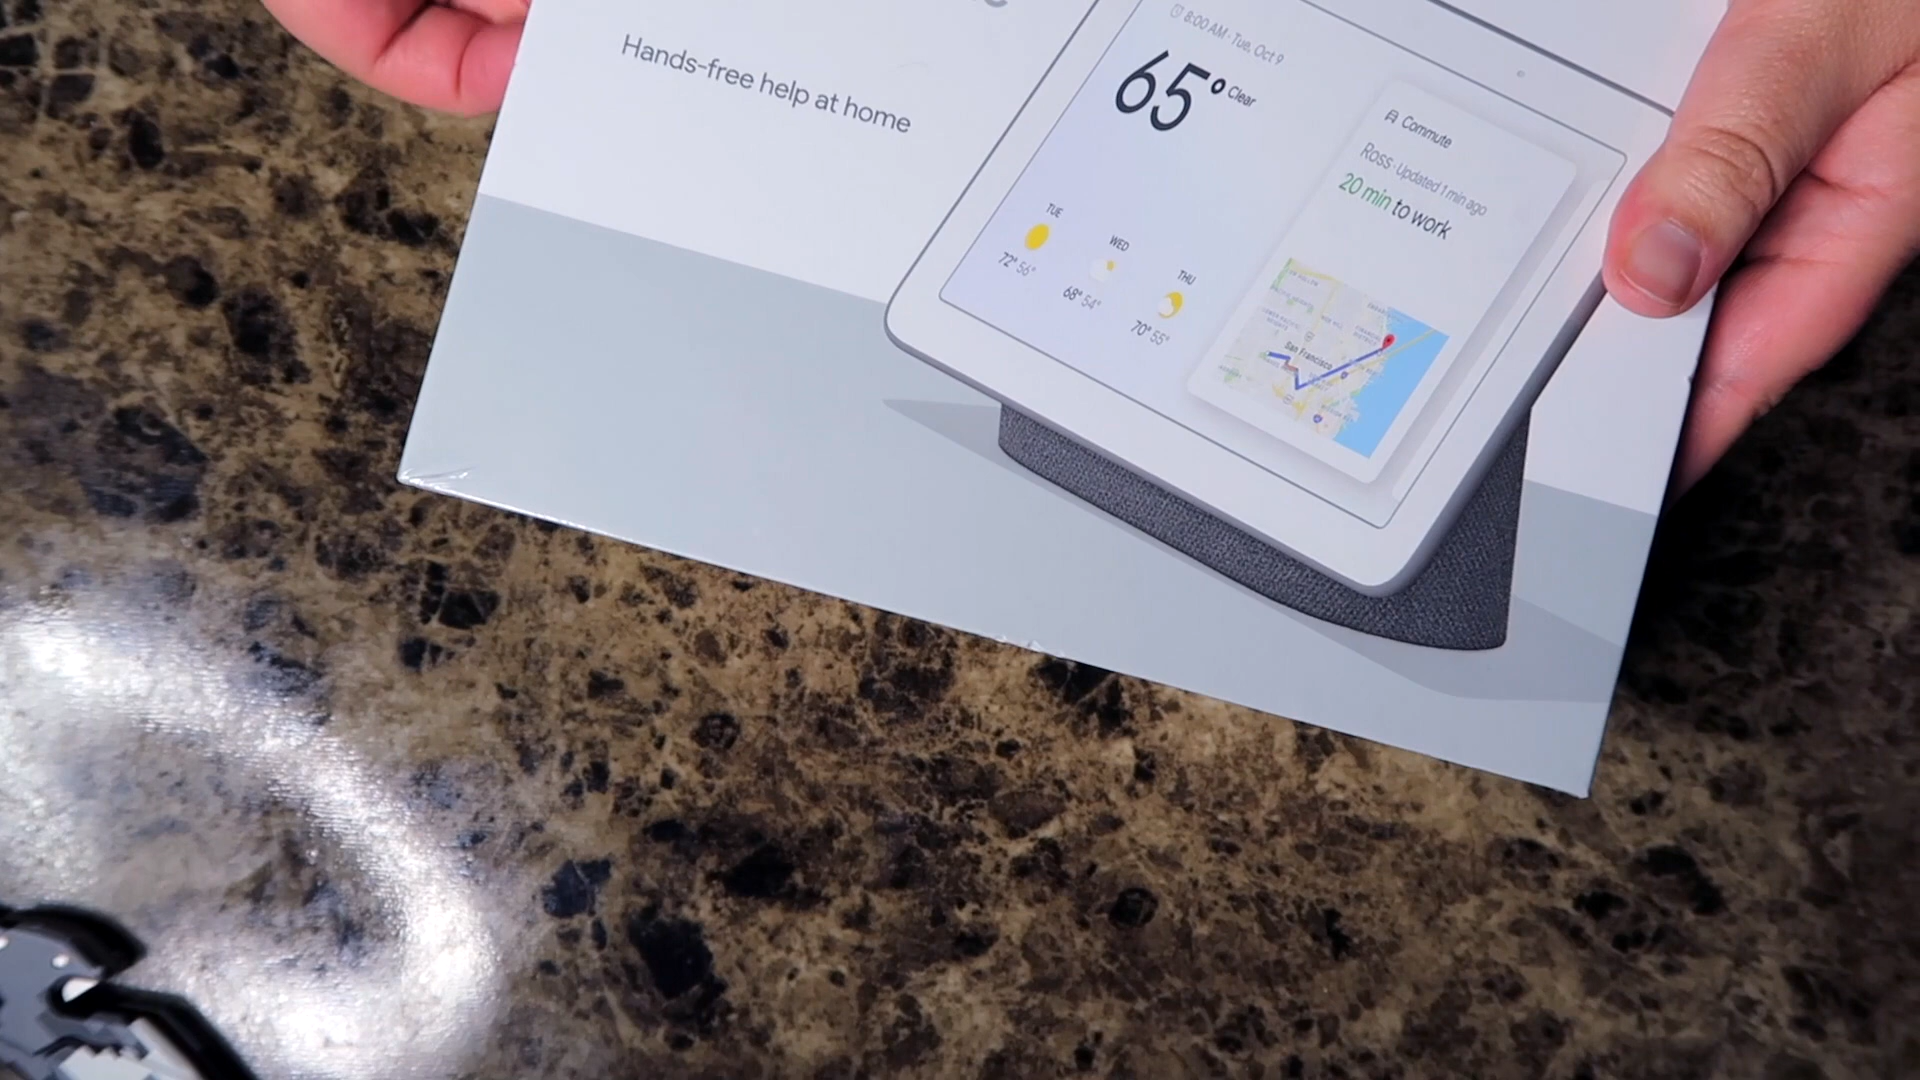 Hands-free help at home
8:00 AM · Tue, Oct 9
65° Clear
TUE
72° 56°
WED
68° 54°
THU
70° 55°
Commute
Ross · Updated 1 min ago
20 min to work
San Francisco